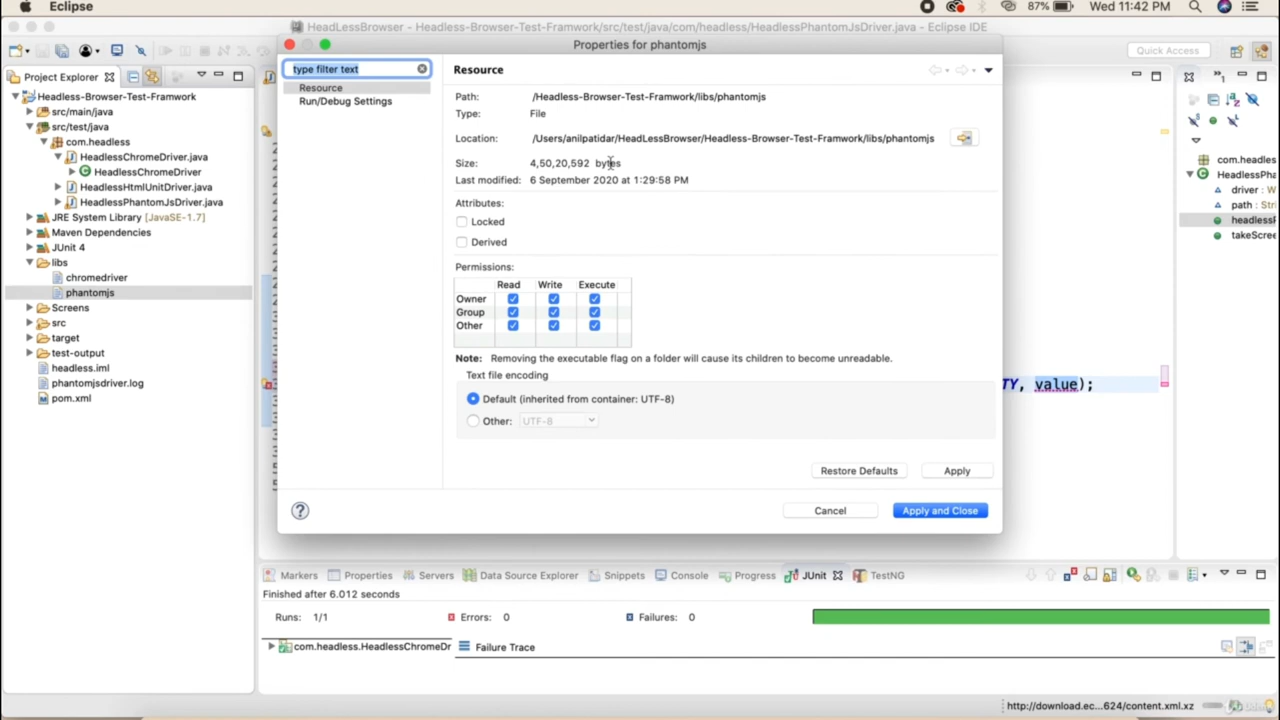 Eclipse 87% Wed 11:42 PM
HeadLessBrowser - Headless-Browser-Test-Framwork/src/test/java/com/headless/HeadlessPhantomJsDriver.java - Eclipse IDE
Quick Access
Project Explorer
Headless-Browser-Test-Framwork
src/main/java
src/test/java
com.headless
HeadlessChromeDriver.java
HeadlessChromeDriver
HeadlessHtmlUnitDriver.java
HeadlessPhantomJsDriver.java
JRE System Library [JavaSE-1.7]
Maven Dependencies
JUnit 4
libs
chromedriver
phantomjs
Screens
src
target
test-output
headless.iml
phantomjsdriver.log
pom.xml
Properties for phantomjs
type filter text
Resource
Run/Debug Settings
Resource
Path: /Headless-Browser-Test-Framwork/libs/phantomjs
Type: File
Location: /Users/anilpatidar/HeadLessBrowser/Headless-Browser-Test-Framwork/libs/phantomjs
Size: 4,50,20,592 bytes
Last modified: 6 September 2020 at 1:29:58 PM
Attributes:
Locked
Derived
Permissions:
Read Write Execute
Owner
Group
Other
Note: Removing the executable flag on a folder will cause its children to become unreadable.
Text file encoding
Default (inherited from container: UTF-8)
Other: UTF-8
Restore Defaults Apply
Cancel Apply and Close
TY, value);
com.headles
HeadlessPha
driver : W
path : Stri
headlessF
takeScree
Markers Properties Servers Data Source Explorer Snippets Console Progress JUnit TestNG
Finished after 6.012 seconds
Runs: 1/1 Errors: 0 Failures: 0
com.headless.HeadlessChromeDr Failure Trace
http://download.ec...624/content.xml.xz